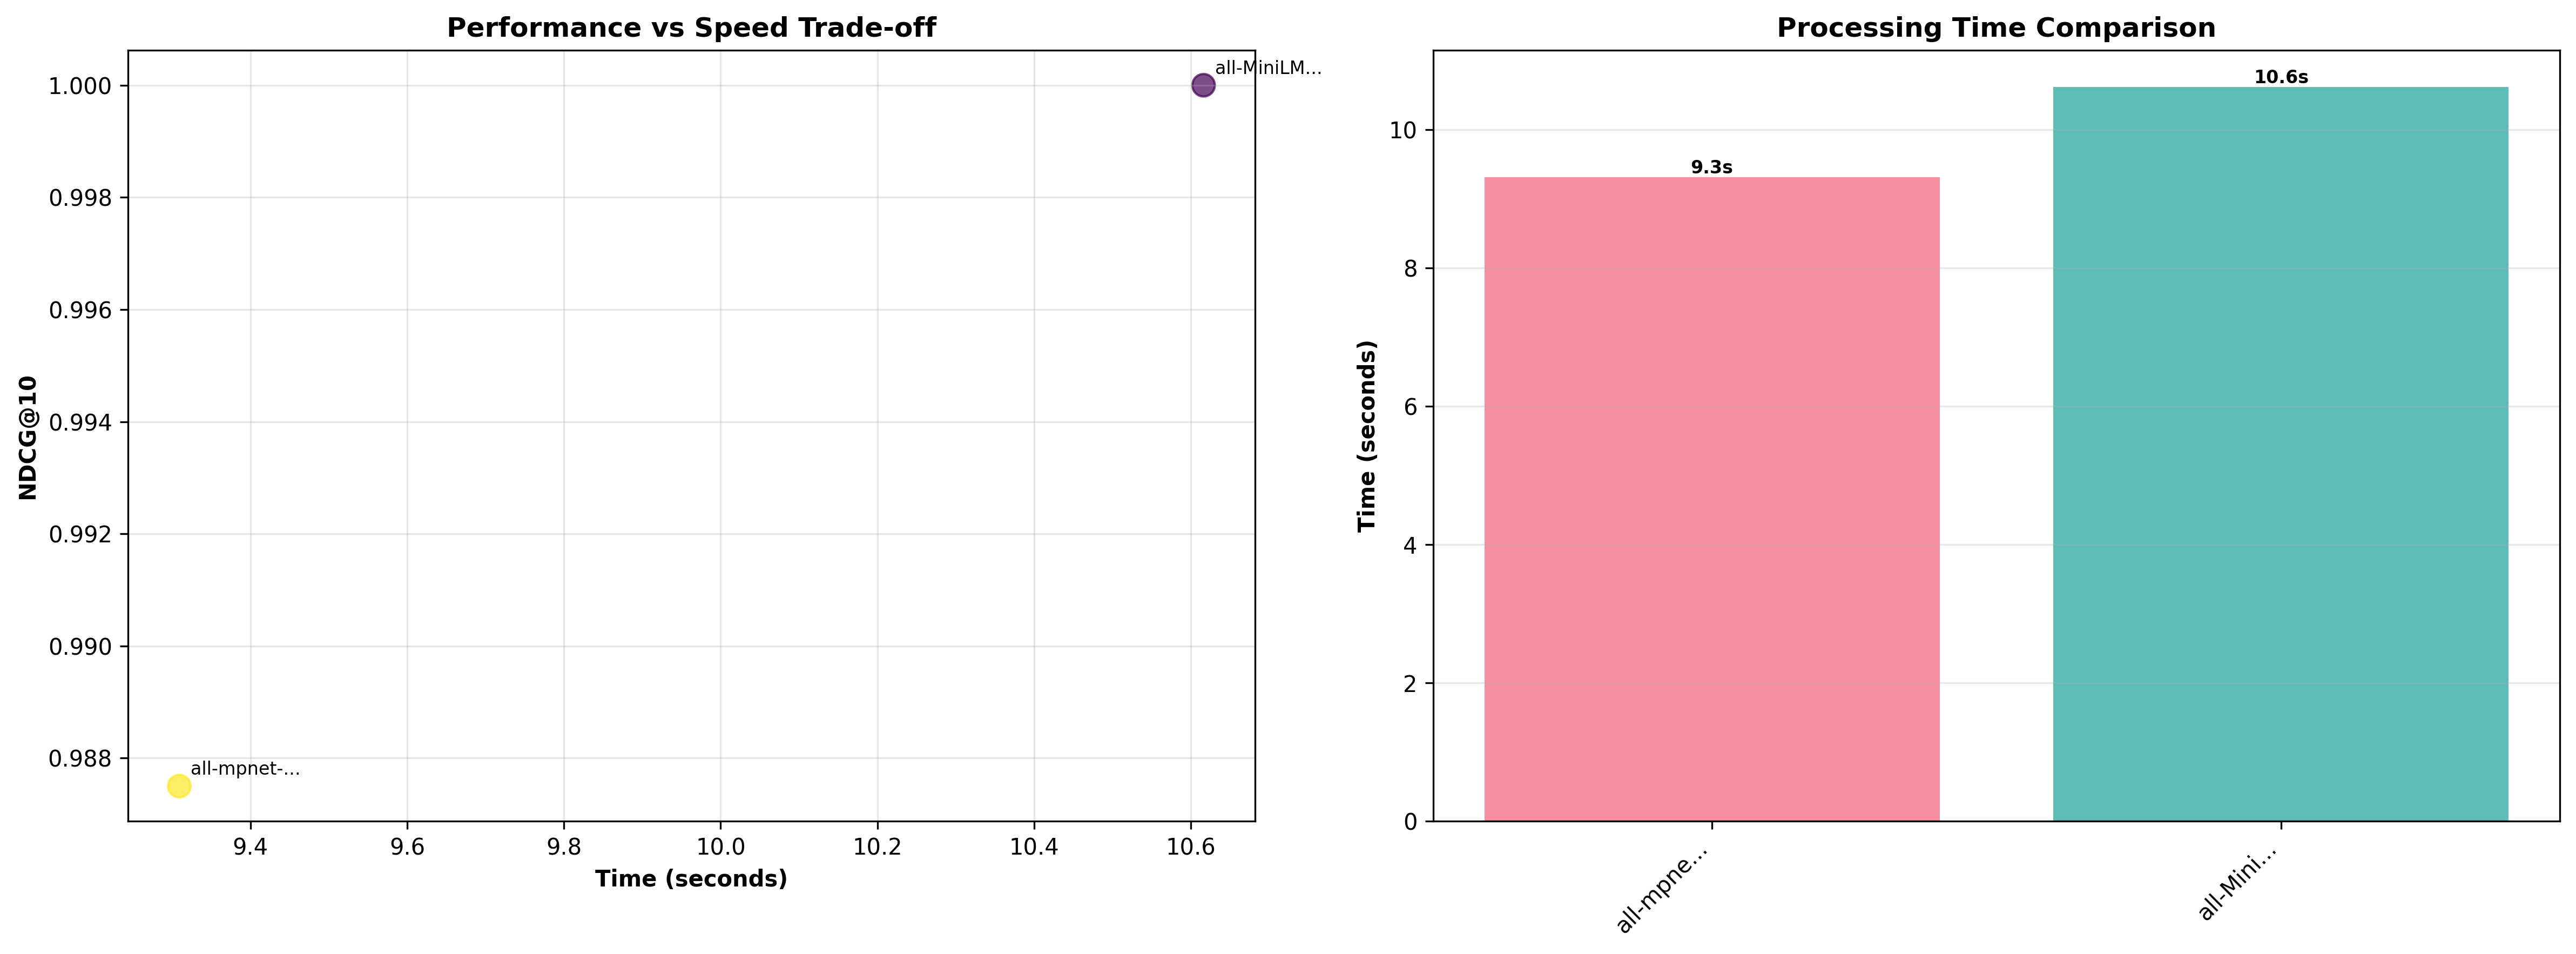 Performance vs Speed Trade-off
1.000
0.998
0.996
0.994
0.992
0.990
0.988
NDCG@10
all-MiniLM...
all-mpnet-...
9.4 9.6 9.8 10.0 10.2 10.4 10.6
Time (seconds)
Processing Time Comparison
10
8
6
4
2
0
Time (seconds)
9.3s
10.6s
all-mpne...
all-Mini...